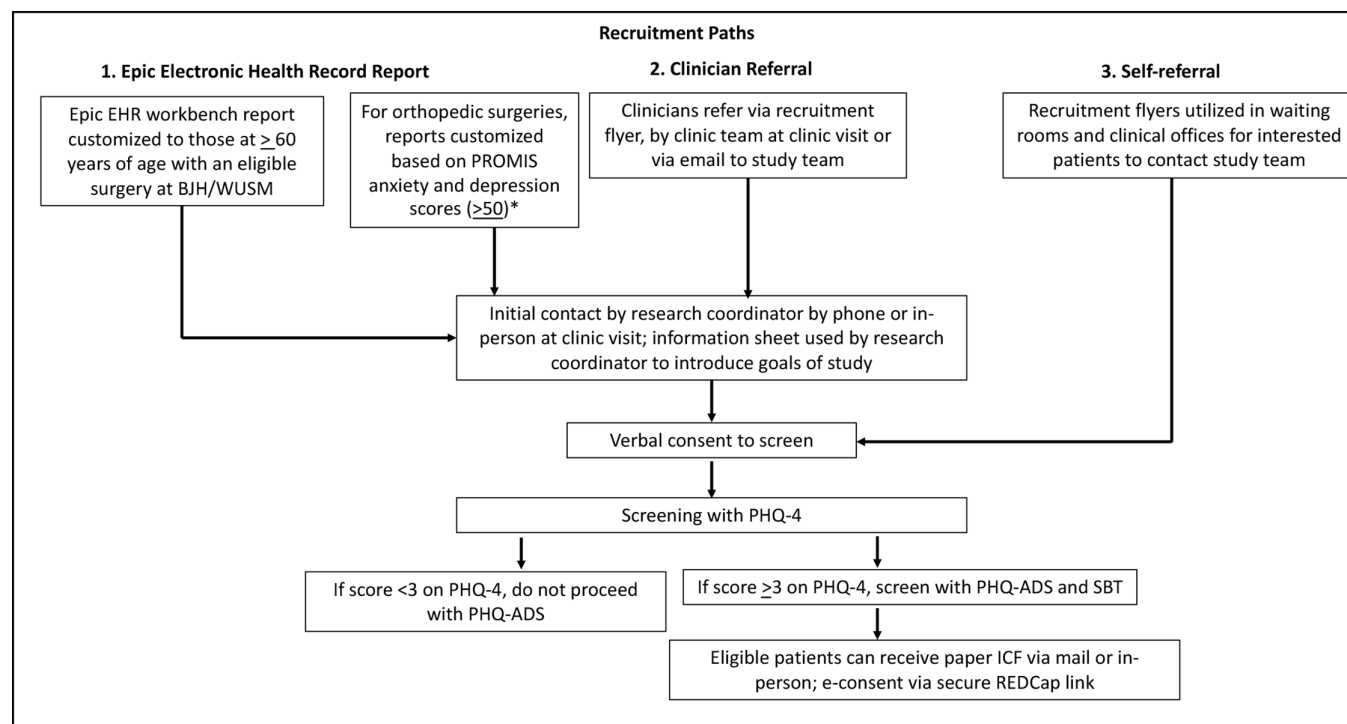 Recruitment Paths
1. Epic Electronic Health Record Report
2. Clinician Referral
3. Self-referral
Epic EHR workbench report
customized to those at ≥ 60
years of age with an eligible
surgery at BJH/WUSM
For orthopedic surgeries,
reports customized
based on PROMIS
anxiety and depression
scores (≥50)*
Clinicians refer via recruitment
flyer, by clinic team at clinic visit or
via email to study team
Recruitment flyers utilized in waiting
rooms and clinical offices for interested
patients to contact study team
Initial contact by research coordinator by phone or in-
person at clinic visit; information sheet used by research
coordinator to introduce goals of study
Verbal consent to screen
Screening with PHQ-4
If score <3 on PHQ-4, do not proceed
with PHQ-ADS
If score ≥3 on PHQ-4, screen with PHQ-ADS and SBT
Eligible patients can receive paper ICF via mail or in-
person; e-consent via secure REDCap link